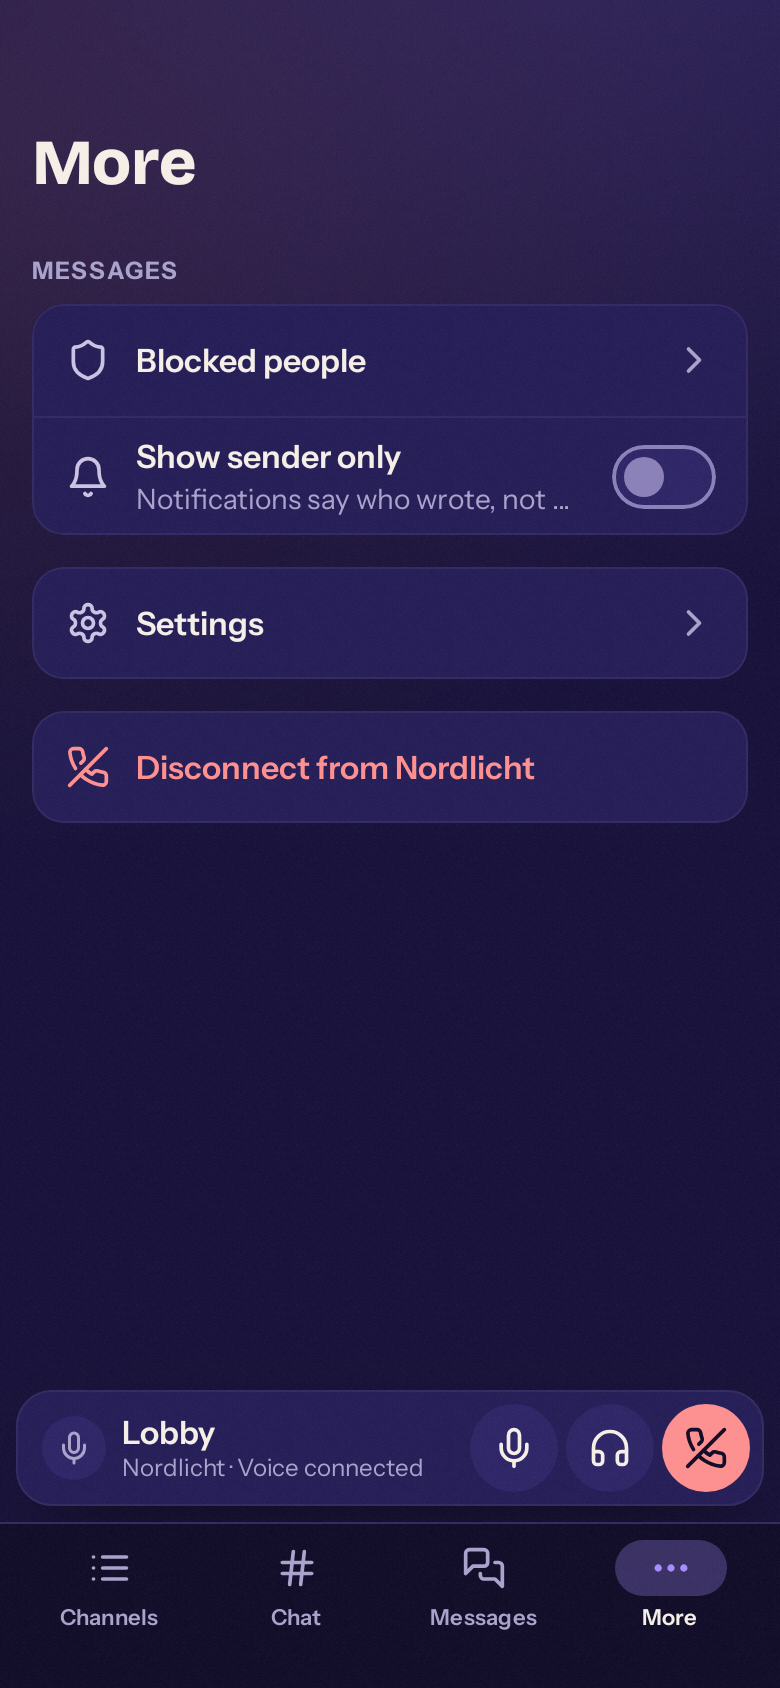 More
MESSAGES
Blocked people
Show sender only
Notifications say who wrote, not ...
Settings
Disconnect from Nordlicht
Lobby
Nordlicht · Voice connected
Channels
Chat
Messages
More